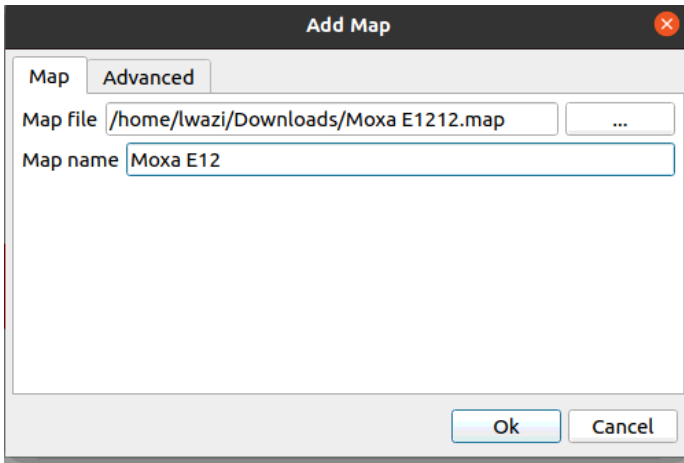 Add Map
Map Advanced
Map file /home/lwazi/Downloads/Moxa E1212.map ...
Map name Moxa E12
Ok Cancel